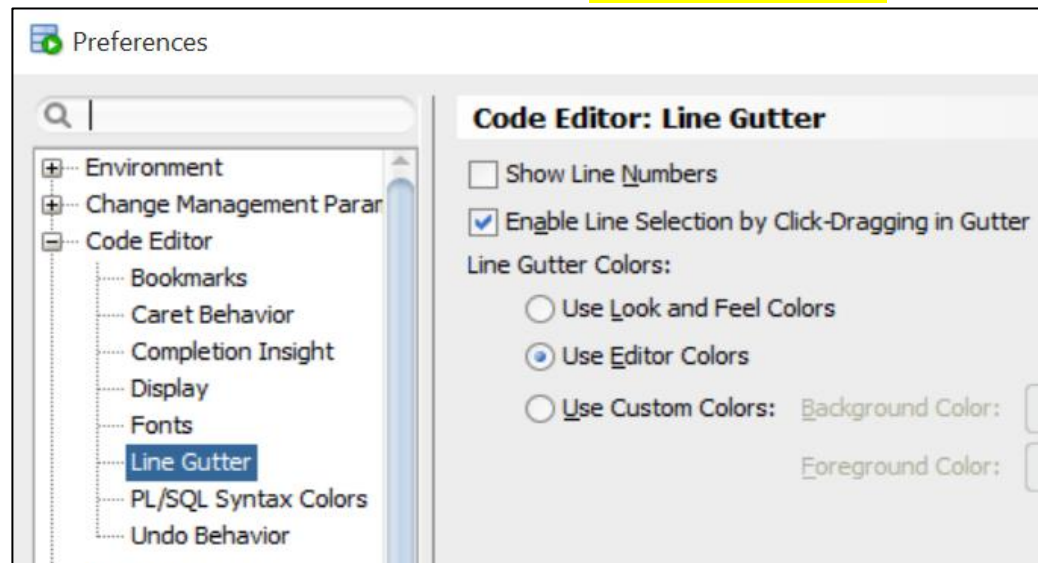 Preferences
Environment
Change Management Parar
Code Editor
Bookmarks
Caret Behavior
Completion Insight
Display
Fonts
Line Gutter
PL/SQL Syntax Colors
Undo Behavior
Code Editor: Line Gutter
Show Line Numbers
Enable Line Selection by Click-Dragging in Gutter
Line Gutter Colors:
Use Look and Feel Colors
Use Editor Colors
Use Custom Colors: Background Color:
Foreground Color: